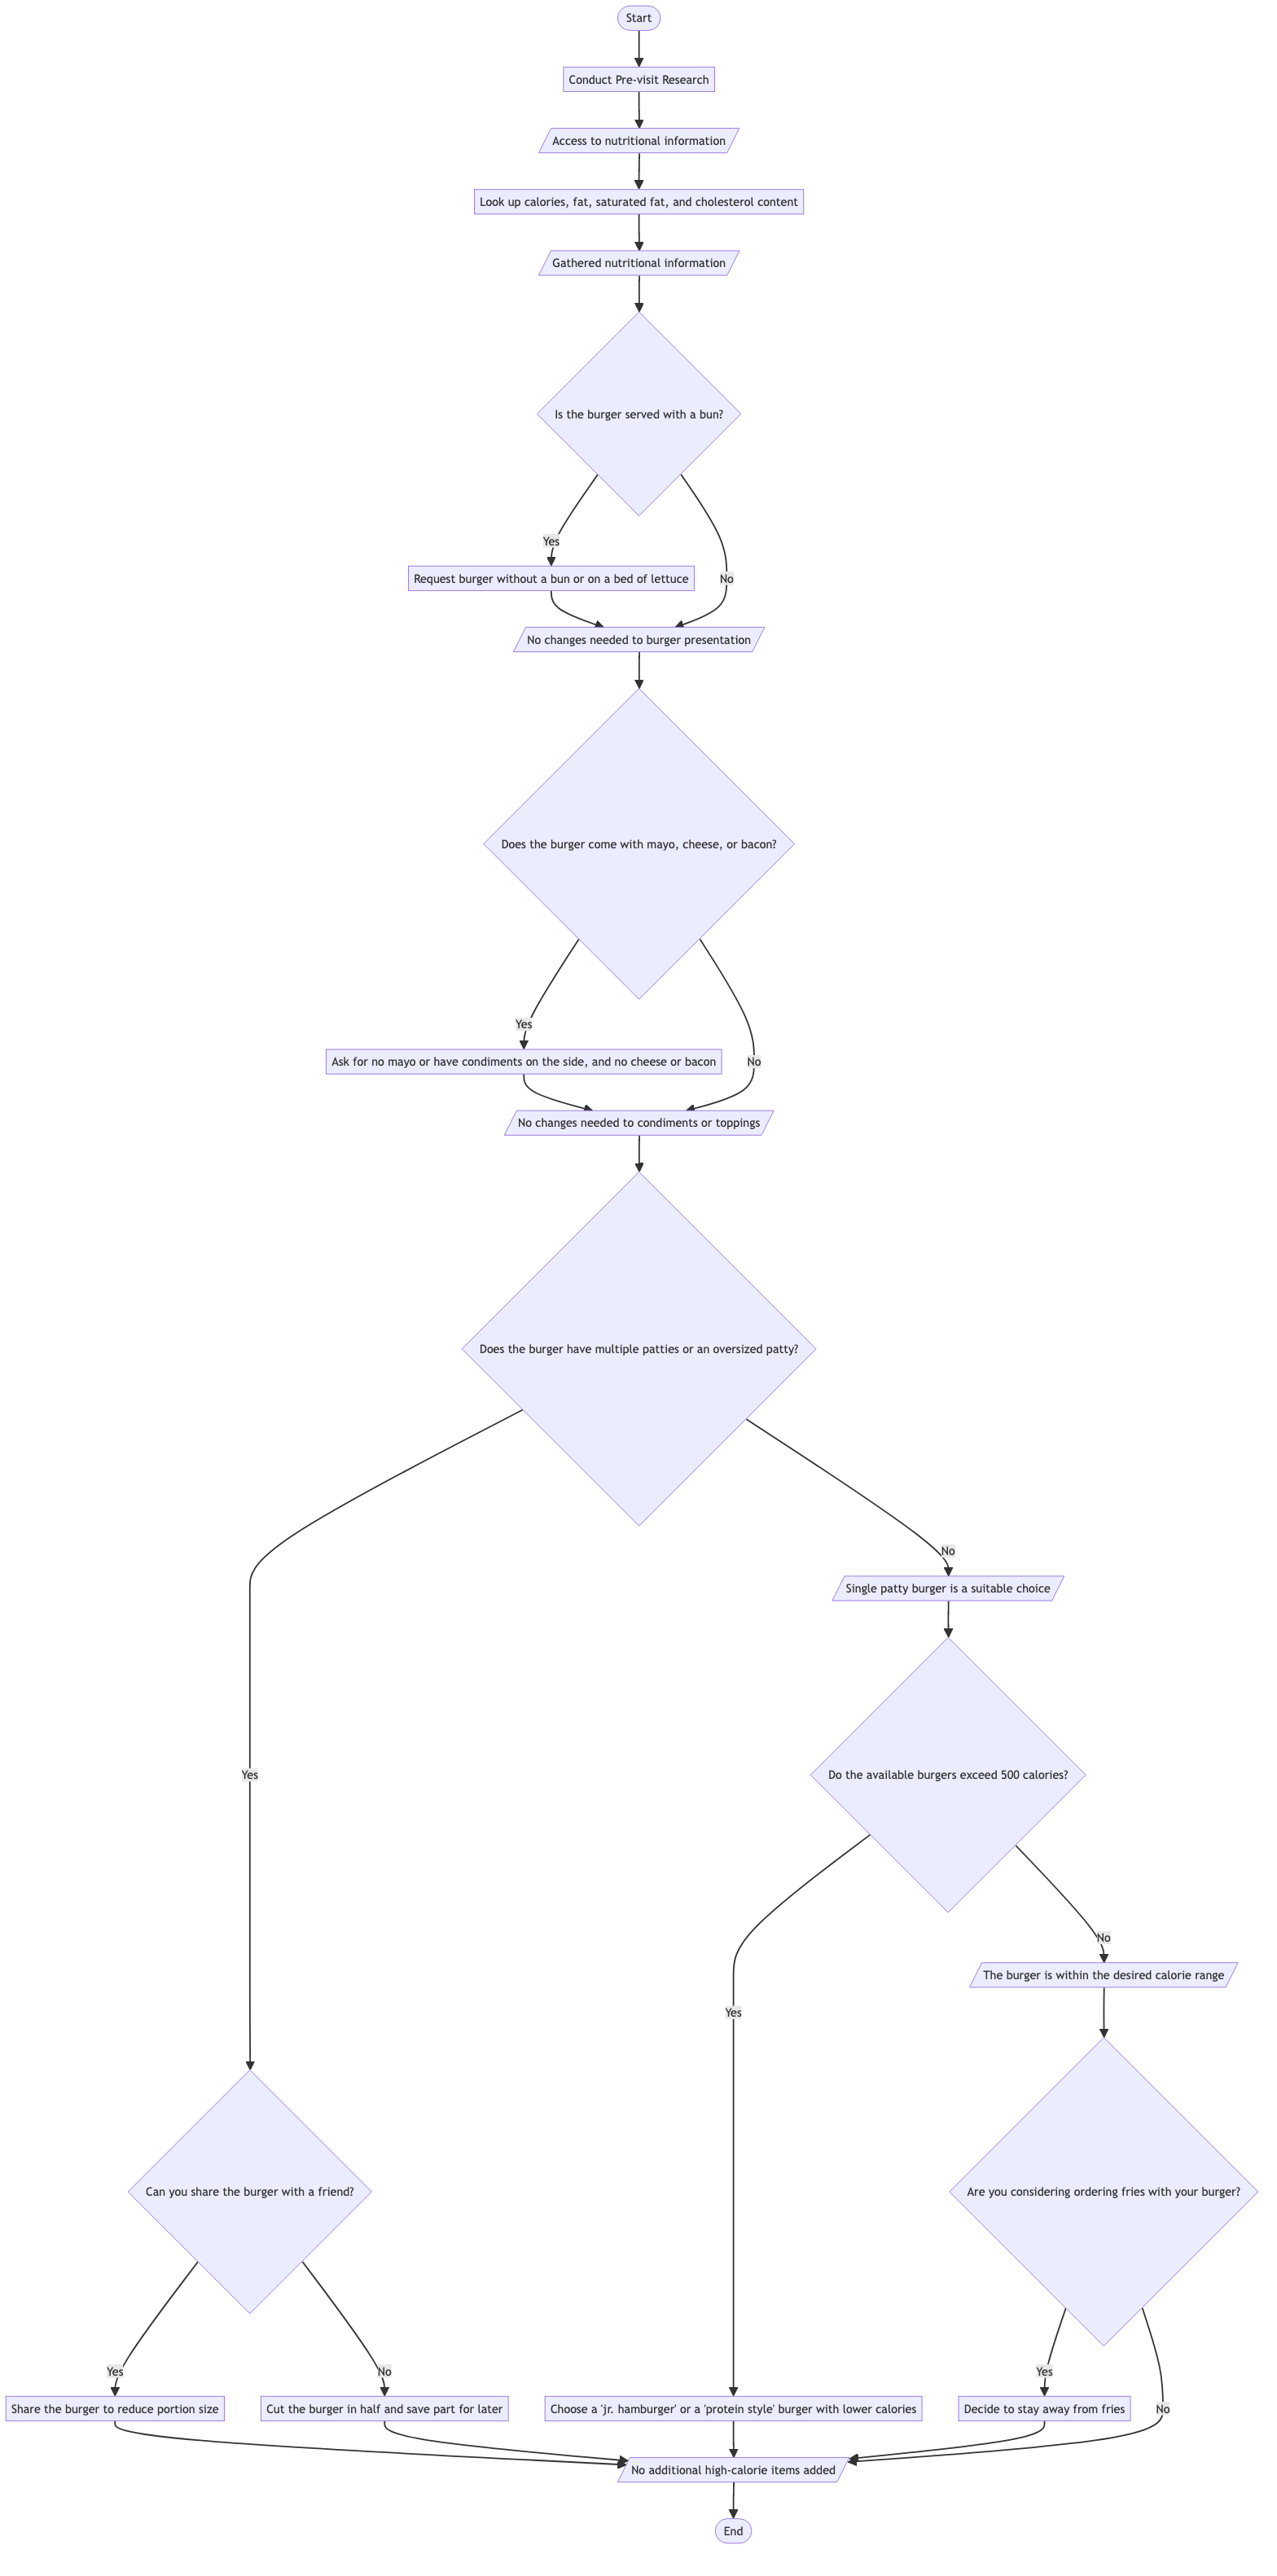 Start
Conduct Pre-visit Research
Access to nutritional information
Look up calories, fat, saturated fat, and cholesterol content
Gathered nutritional information
Is the burger served with a bun?
Yes
Request burger without a bun or on a bed of lettuce
No
No changes needed to burger presentation
Does the burger come with mayo, cheese, or bacon?
Yes
Ask for no mayo or have condiments on the side, and no cheese or bacon
No
No changes needed to condiments or toppings
Does the burger have multiple patties or an oversized patty?
No
Single patty burger is a suitable choice
Yes
Do the available burgers exceed 500 calories?
No
The burger is within the desired calorie range
Yes
Can you share the burger with a friend?
Are you considering ordering fries with your burger?
Yes
No
Yes
Share the burger to reduce portion size
Cut the burger in half and save part for later
Choose a 'jr. hamburger' or a 'protein style' burger with lower calories
Decide to stay away from fries
No
No additional high-calorie items added
End